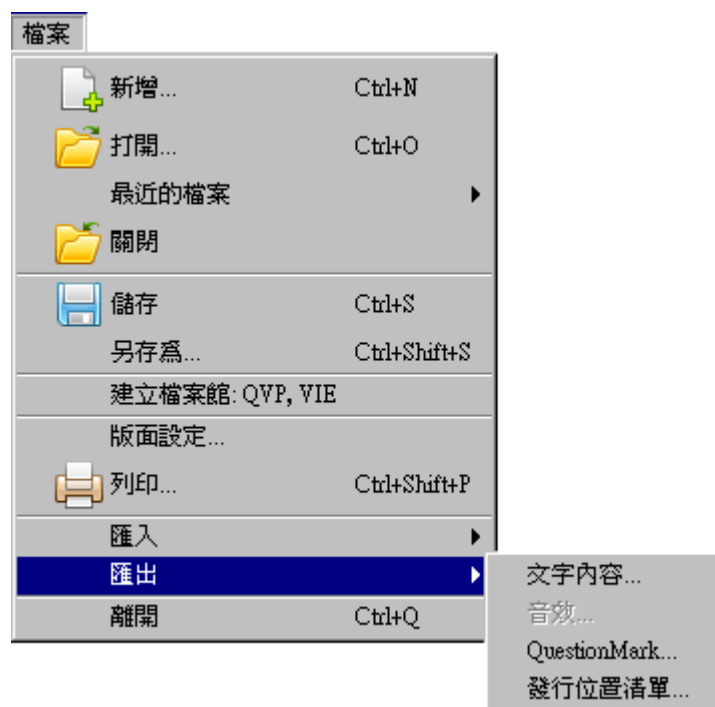 檔案
新增... Ctrl+N
打開... Ctrl+O
最近的檔案
關閉
儲存 Ctrl+S
另存爲... Ctrl+Shift+S
建立檔案館: QVP, VIE
版面設定...
列印... Ctrl+Shift+P
匯入
匯出
離開 Ctrl+Q
文字內容...
音效...
QuestionMark...
發行位置清單...